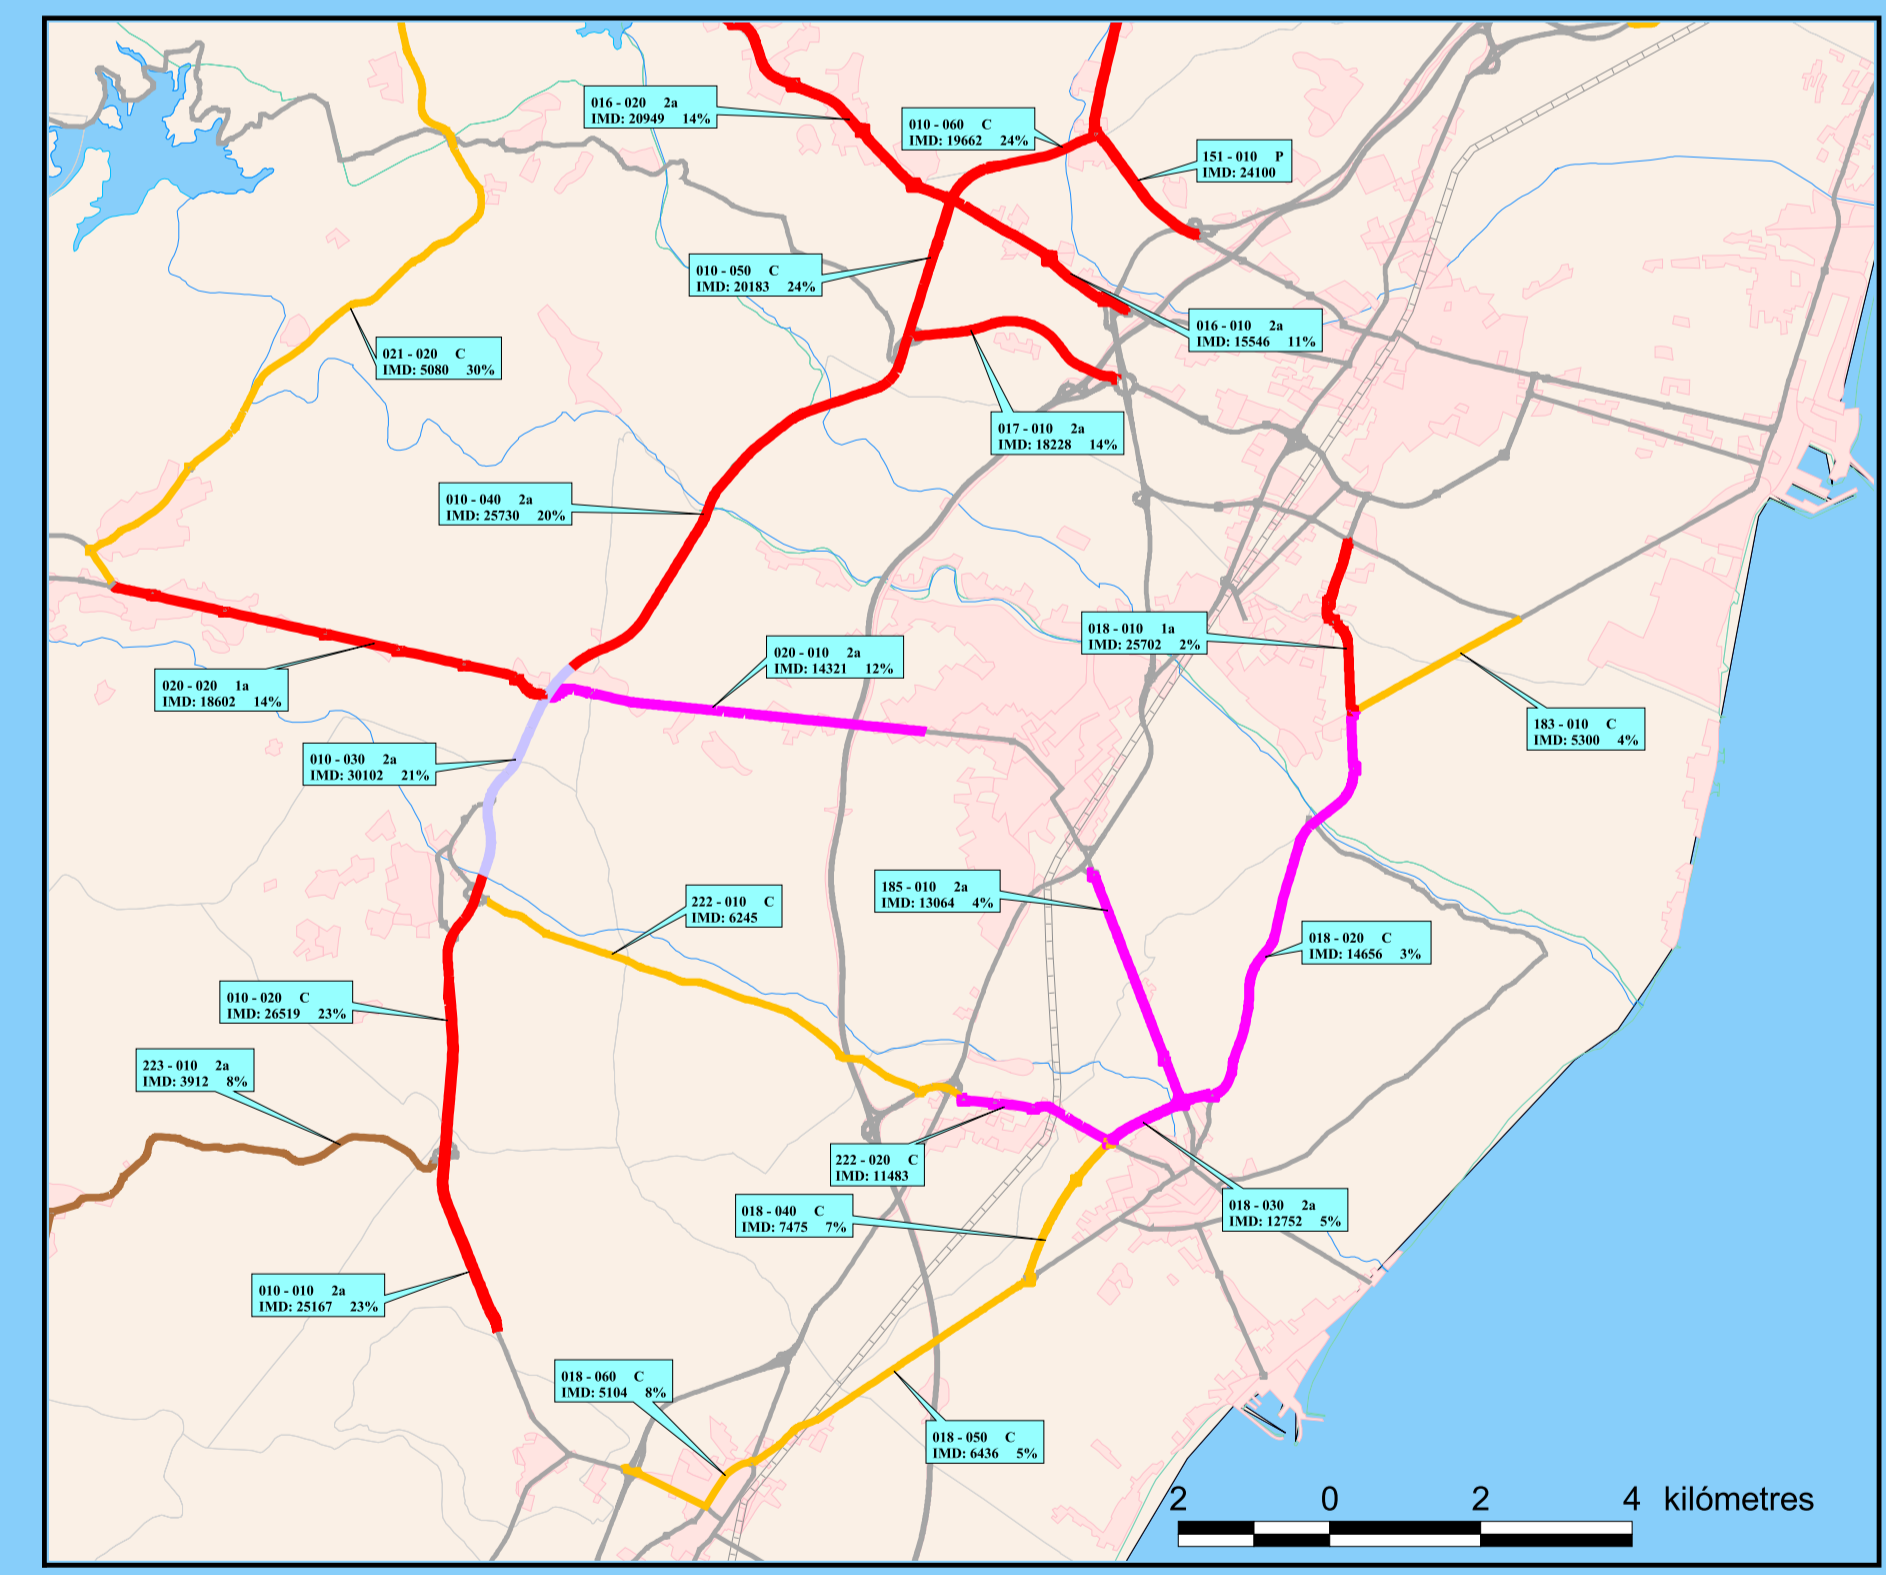 016 - 020 2a
IMD: 20949 14%
010 - 060 C
IMD: 19662 24%
151 - 010 P
IMD: 24100
010 - 050 C
IMD: 20183 24%
016 - 010 2a
IMD: 15546 11%
021 - 020 C
IMD: 5080 30%
017 - 010 2a
IMD: 18228 14%
010 - 040 2a
IMD: 25730 20%
018 - 010 1a
IMD: 25702 2%
020 - 010 2a
IMD: 14321 12%
020 - 020 1a
IMD: 18602 14%
183 - 010 C
IMD: 5300 4%
010 - 030 2a
IMD: 30102 21%
185 - 010 2a
IMD: 13064 4%
222 - 010 C
IMD: 6245
018 - 020 C
IMD: 14656 3%
010 - 020 C
IMD: 26519 23%
223 - 010 2a
IMD: 3912 8%
222 - 020 C
IMD: 11483
018 - 040 C
IMD: 7475 7%
018 - 030 2a
IMD: 12752 5%
010 - 010 2a
IMD: 25167 23%
018 - 060 C
IMD: 5104 8%
018 - 050 C
IMD: 6436 5%
2 0 2 4 kilómetres